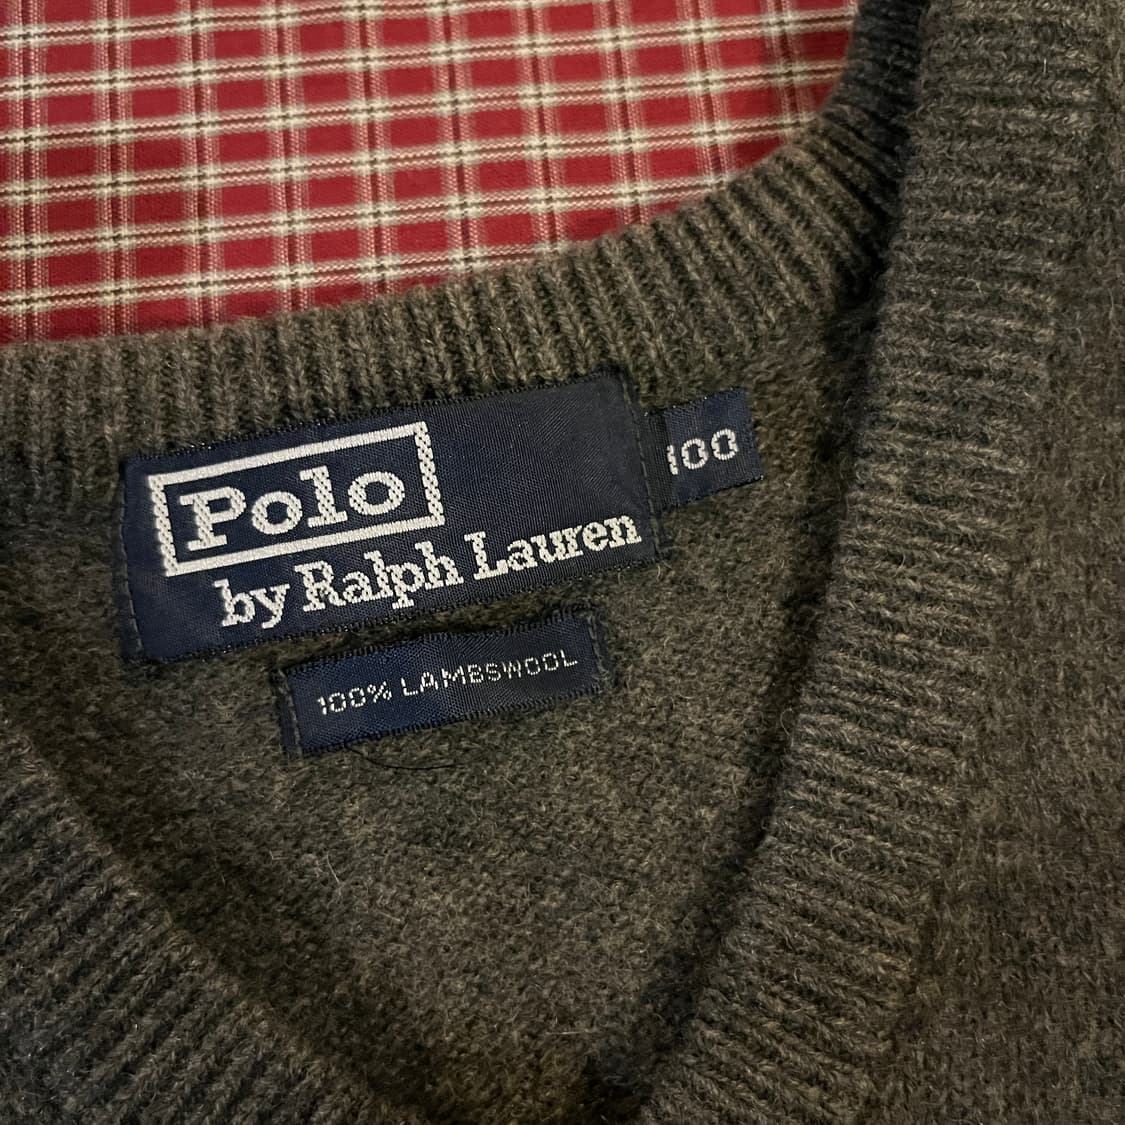 Polo
by Ralph Lauren
100
100% LAMBSWOOL